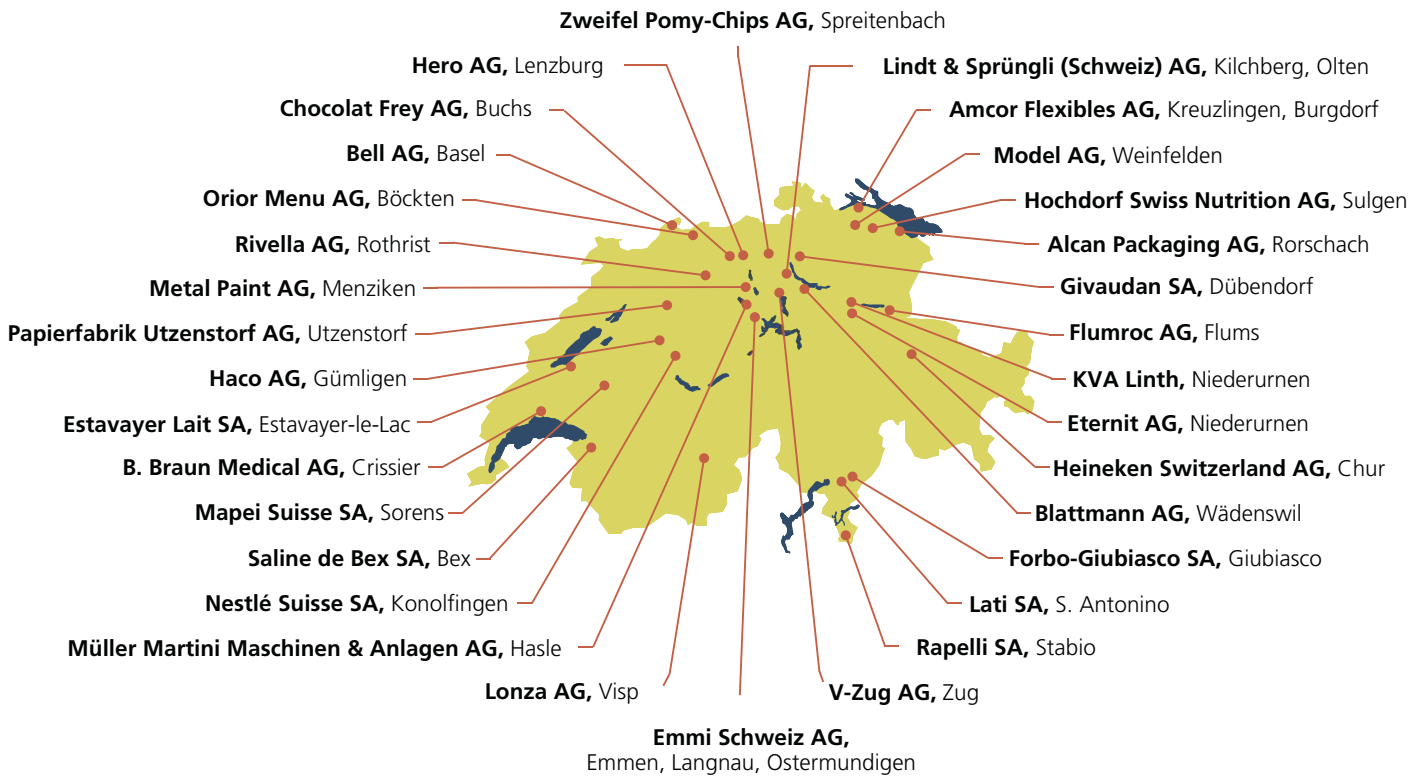 Zweifel Pomy-Chips AG, Spreitenbach
Hero AG, Lenzburg
Chocolat Frey AG, Buchs
Bell AG, Basel
Orior Menu AG, Böckten
Rivella AG, Rothrist
Metal Paint AG, Menziken
Papierfabrik Utzenstorf AG, Utzenstorf
Haco AG, Gümligen
Estavayer Lait SA, Estavayer-le-Lac
B. Braun Medical AG, Crissier
Mapei Suisse SA, Sorens
Saline de Bex SA, Bex
Nestlé Suisse SA, Konolfingen
Müller Martini Maschinen & Anlagen AG, Hasle
Lonza AG, Visp
Emmi Schweiz AG,
Emmen, Langnau, Ostermundigen
Lindt & Sprüngli (Schweiz) AG, Kilchberg, Olten
Amcor Flexibles AG, Kreuzlingen, Burgdorf
Model AG, Weinfelden
Hochdorf Swiss Nutrition AG, Sulgen
Alcan Packaging AG, Rorschach
Givaudan SA, Dübendorf
Flumroc AG, Flums
KVA Linth, Niederurnen
Eternit AG, Niederurnen
Heineken Switzerland AG, Chur
Blattmann AG, Wädenswil
Forbo-Giubiasco SA, Giubiasco
Lati SA, S. Antonino
Rapelli SA, Stabio
V-Zug AG, Zug